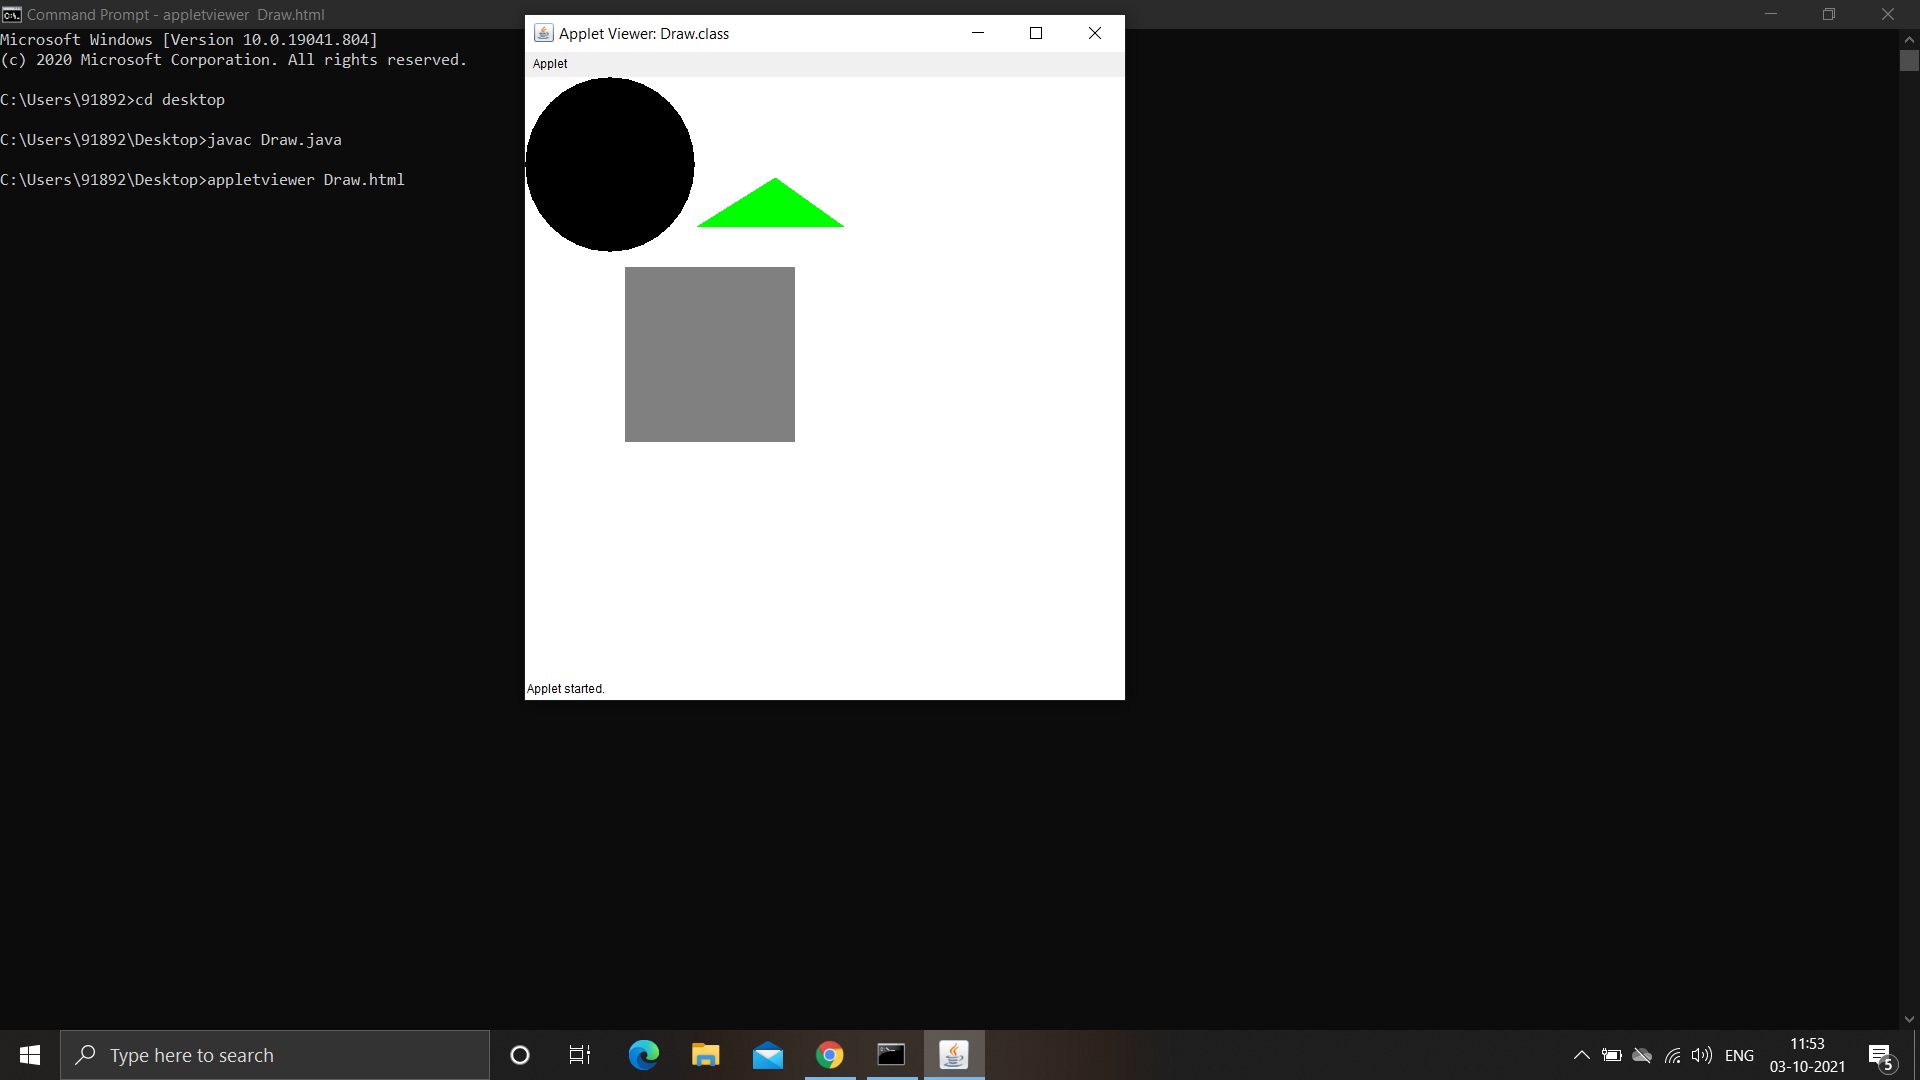 Command Prompt - appletviewer  Draw.html
Microsoft Windows [Version 10.0.19041.804]
(c) 2020 Microsoft Corporation. All rights reserved.
C:\Users\91892>cd desktop
C:\Users\91892\Desktop>javac Draw.java
C:\Users\91892\Desktop>appletviewer Draw.html
Applet Viewer: Draw.class
Applet
Applet started.
Type here to search
ENG
11:53
03-10-2021
5